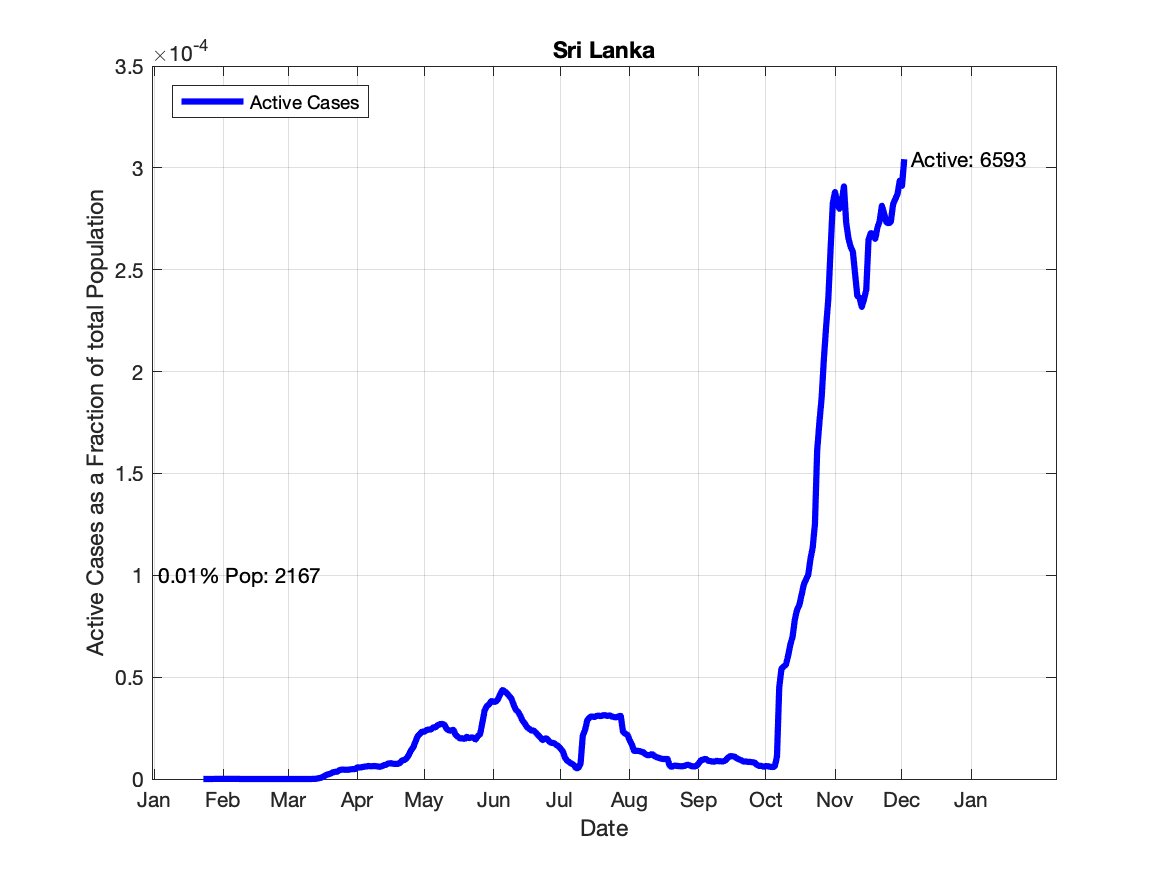 Sri Lanka
×10-4
3.5
3
2.5
2
1.5
1
0.5
0
Active Cases as a Fraction of total Population
Active Cases
Active: 6593
0.01% Pop: 2167
Jan Feb Mar Apr May Jun Jul Aug Sep Oct Nov Dec Jan
Date